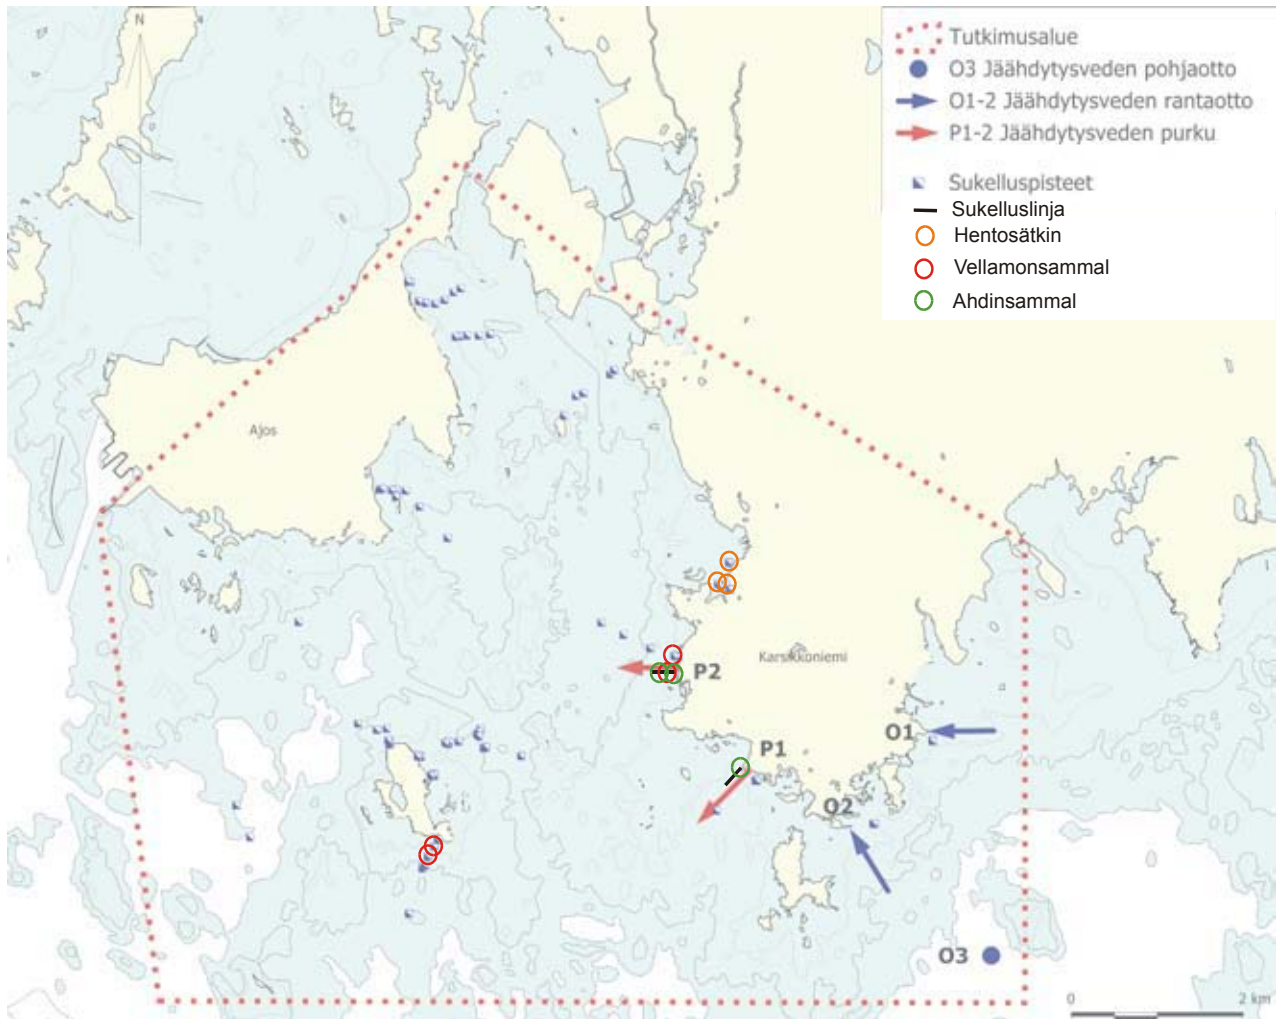 N
Tutkimusalue
O3 Jäähdytysveden pohjaotto
O1-2 Jäähdytysveden rantaotto
P1-2 Jäähdytysveden purku
Sukelluspisteet
Sukelluslinja
Hentosätkin
Vellamonsammal
Ahdinsammal
Ajos
Karsikkoniemi
P2
O1
P1
O2
O3
0 2 km